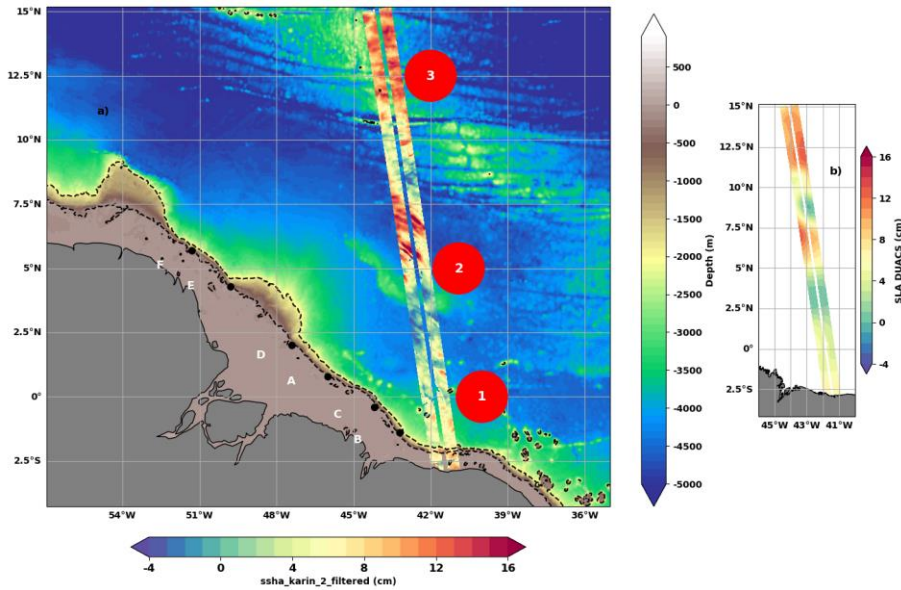 15°N
12.5°N
10°N
7.5°N
5°N
2.5°N
0°
2.5°S
54°W
51°W
48°W
45°W
42°W
39°W
36°W
a)
3
2
1
F
E
D
A
C
B
-4
0
4
8
12
16
ssha_karin_2_filtered (cm)
500
0
-500
-1000
-1500
-2000
-2500
-3000
-3500
-4000
-4500
-5000
Depth (m)
15°N
12.5°N
10°N
7.5°N
5°N
2.5°N
0°
2.5°S
45°W
43°W
41°W
b)
16
12
8
4
0
-4
SLA DUACS (cm)